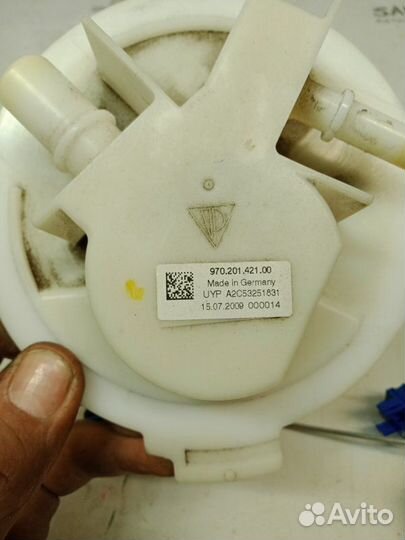 970.201.421.00
Made in Germany
UYP A2C53251831
15.07.2009 000014
Avito